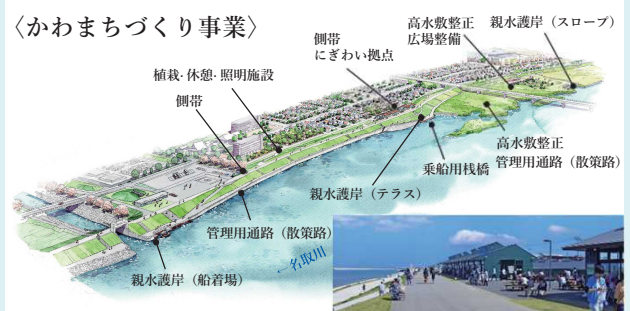 〈かわまちづくり事業〉
高水敷整正
広場整備
親水護岸（スロープ）
側帯
にぎわい拠点
植栽・休憩・照明施設
側帯
高水敷整正
管理用通路（散策路）
乗船用桟橋
親水護岸（テラス）
管理用通路（散策路）
←名取川
親水護岸（船着場）